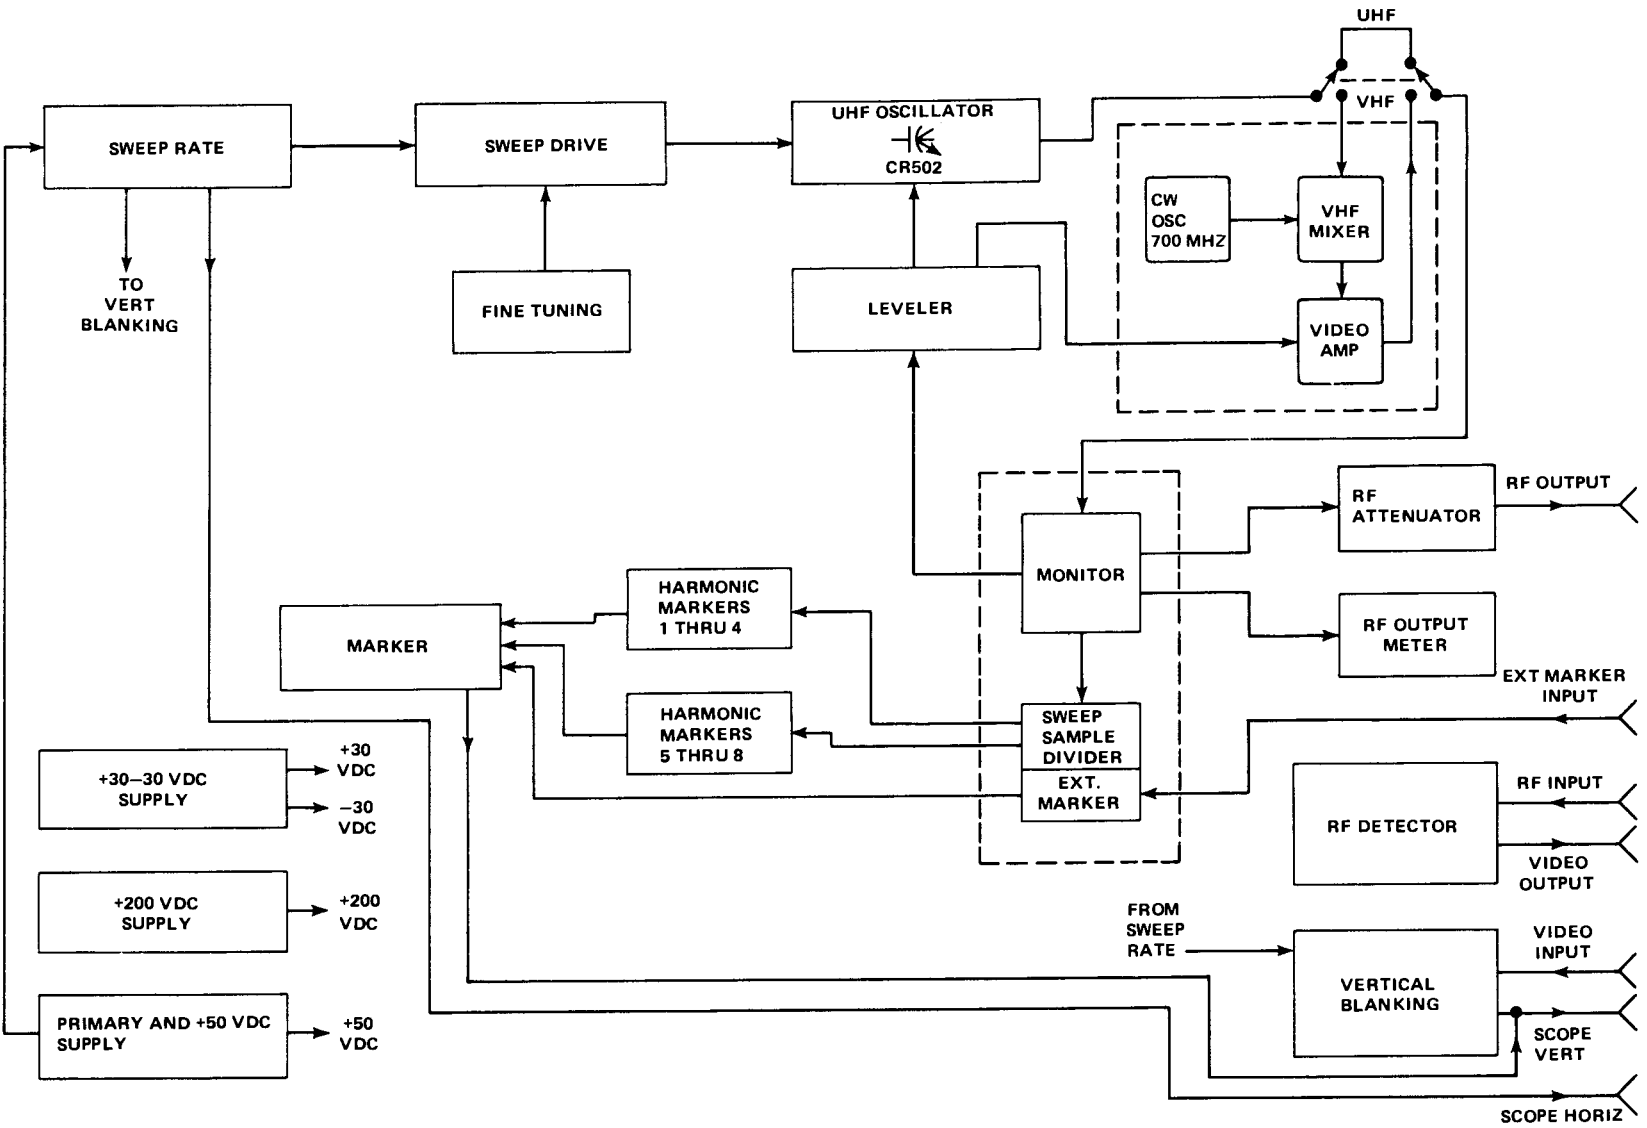 UHF
VHF
SWEEP RATE
SWEEP DRIVE
UHF OSCILLATOR
CR502
CW
OSC
700 MHZ
VHF
MIXER
TO
VERT
BLANKING
FINE TUNING
LEVELER
VIDEO
AMP
RF
ATTENUATOR
RF OUTPUT
MONITOR
HARMONIC
MARKERS
1 THRU 4
MARKER
RF OUTPUT
METER
EXT MARKER
INPUT
HARMONIC
MARKERS
5 THRU 8
SWEEP
SAMPLE
DIVIDER
EXT.
MARKER
+30–30 VDC
SUPPLY
+30
VDC
–30
VDC
RF DETECTOR
RF INPUT
VIDEO
OUTPUT
+200 VDC
SUPPLY
+200
VDC
FROM
SWEEP
RATE
VERTICAL
BLANKING
VIDEO
INPUT
SCOPE
VERT
PRIMARY AND +50 VDC
SUPPLY
+50
VDC
SCOPE HORIZ